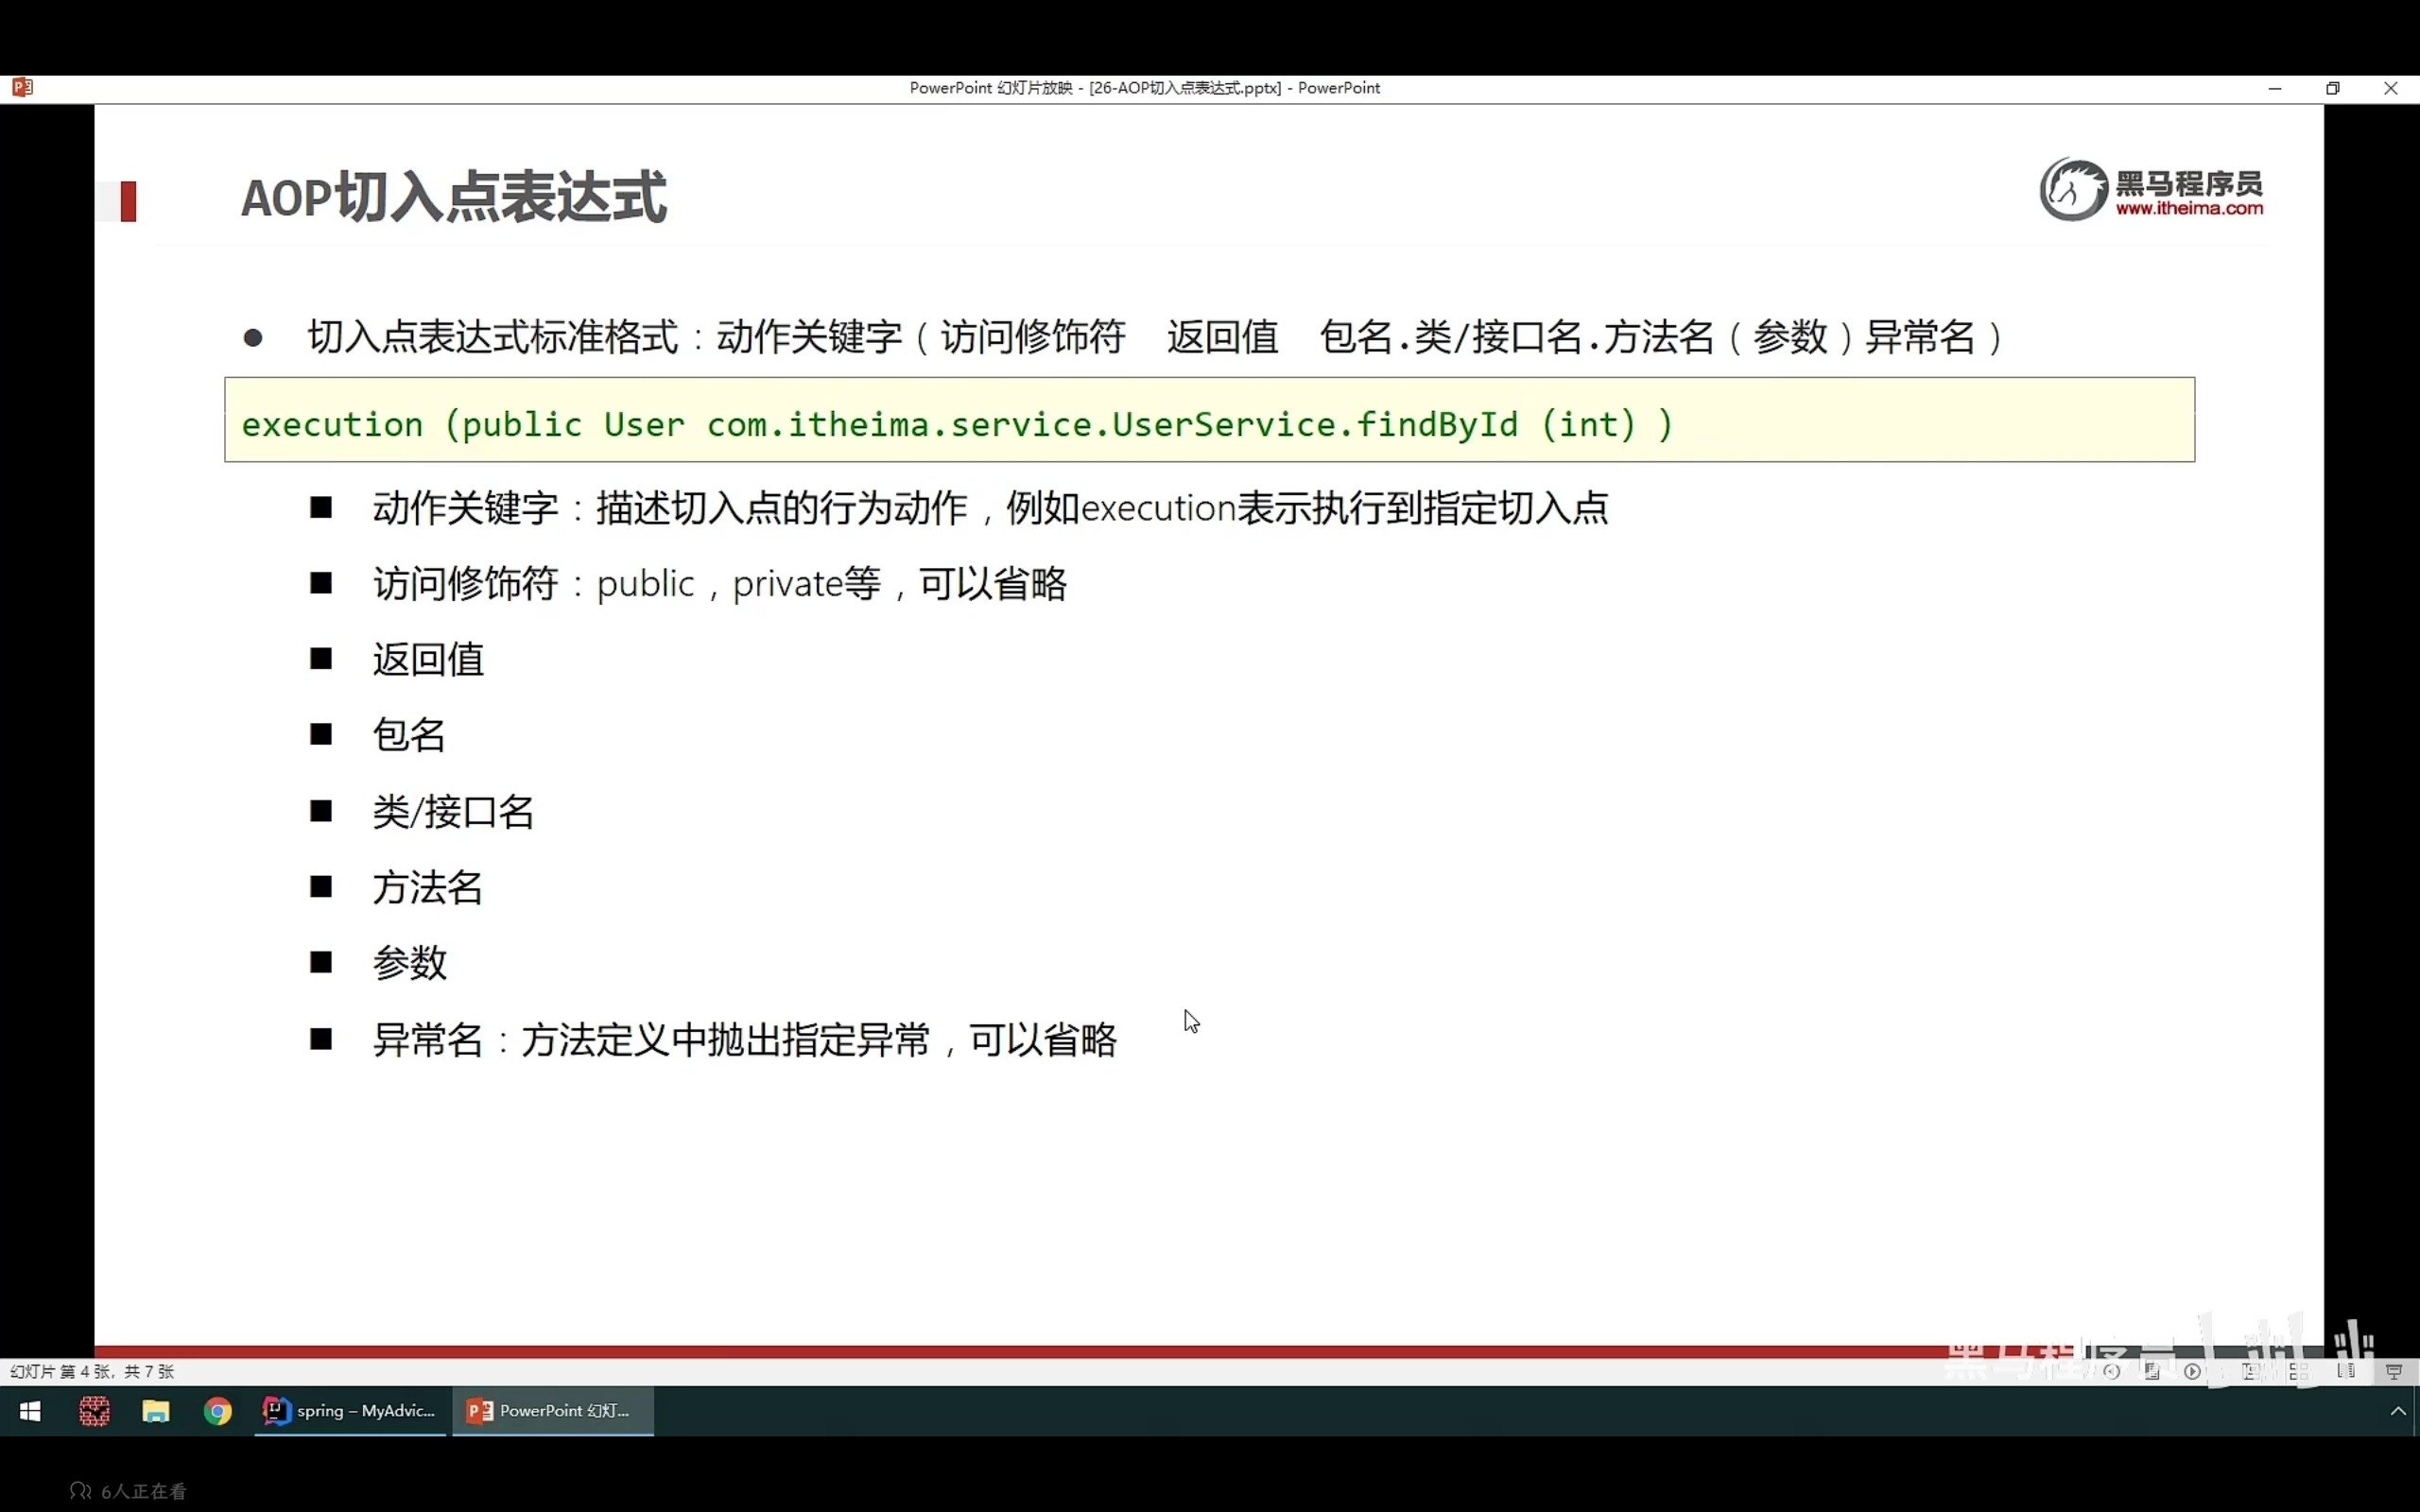 PowerPoint 幻灯片放映 - [26-AOP切入点表达式.pptx] - PowerPoint
AOP切入点表达式
黑马程序员
www.itheima.com
● 切入点表达式标准格式：动作关键字（访问修饰符 返回值 包名.类/接口名.方法名（参数）异常名）
execution (public User com.itheima.service.UserService.findById (int) )
■ 动作关键字：描述切入点的行为动作，例如execution表示执行到指定切入点
■ 访问修饰符：public，private等，可以省略
■ 返回值
■ 包名
■ 类/接口名
■ 方法名
■ 参数
■ 异常名：方法定义中抛出指定异常，可以省略
黑马程序员
幻灯片 第 4 张，共 7 张
spring – MyAdvic...
PowerPoint 幻灯...
6人正在看